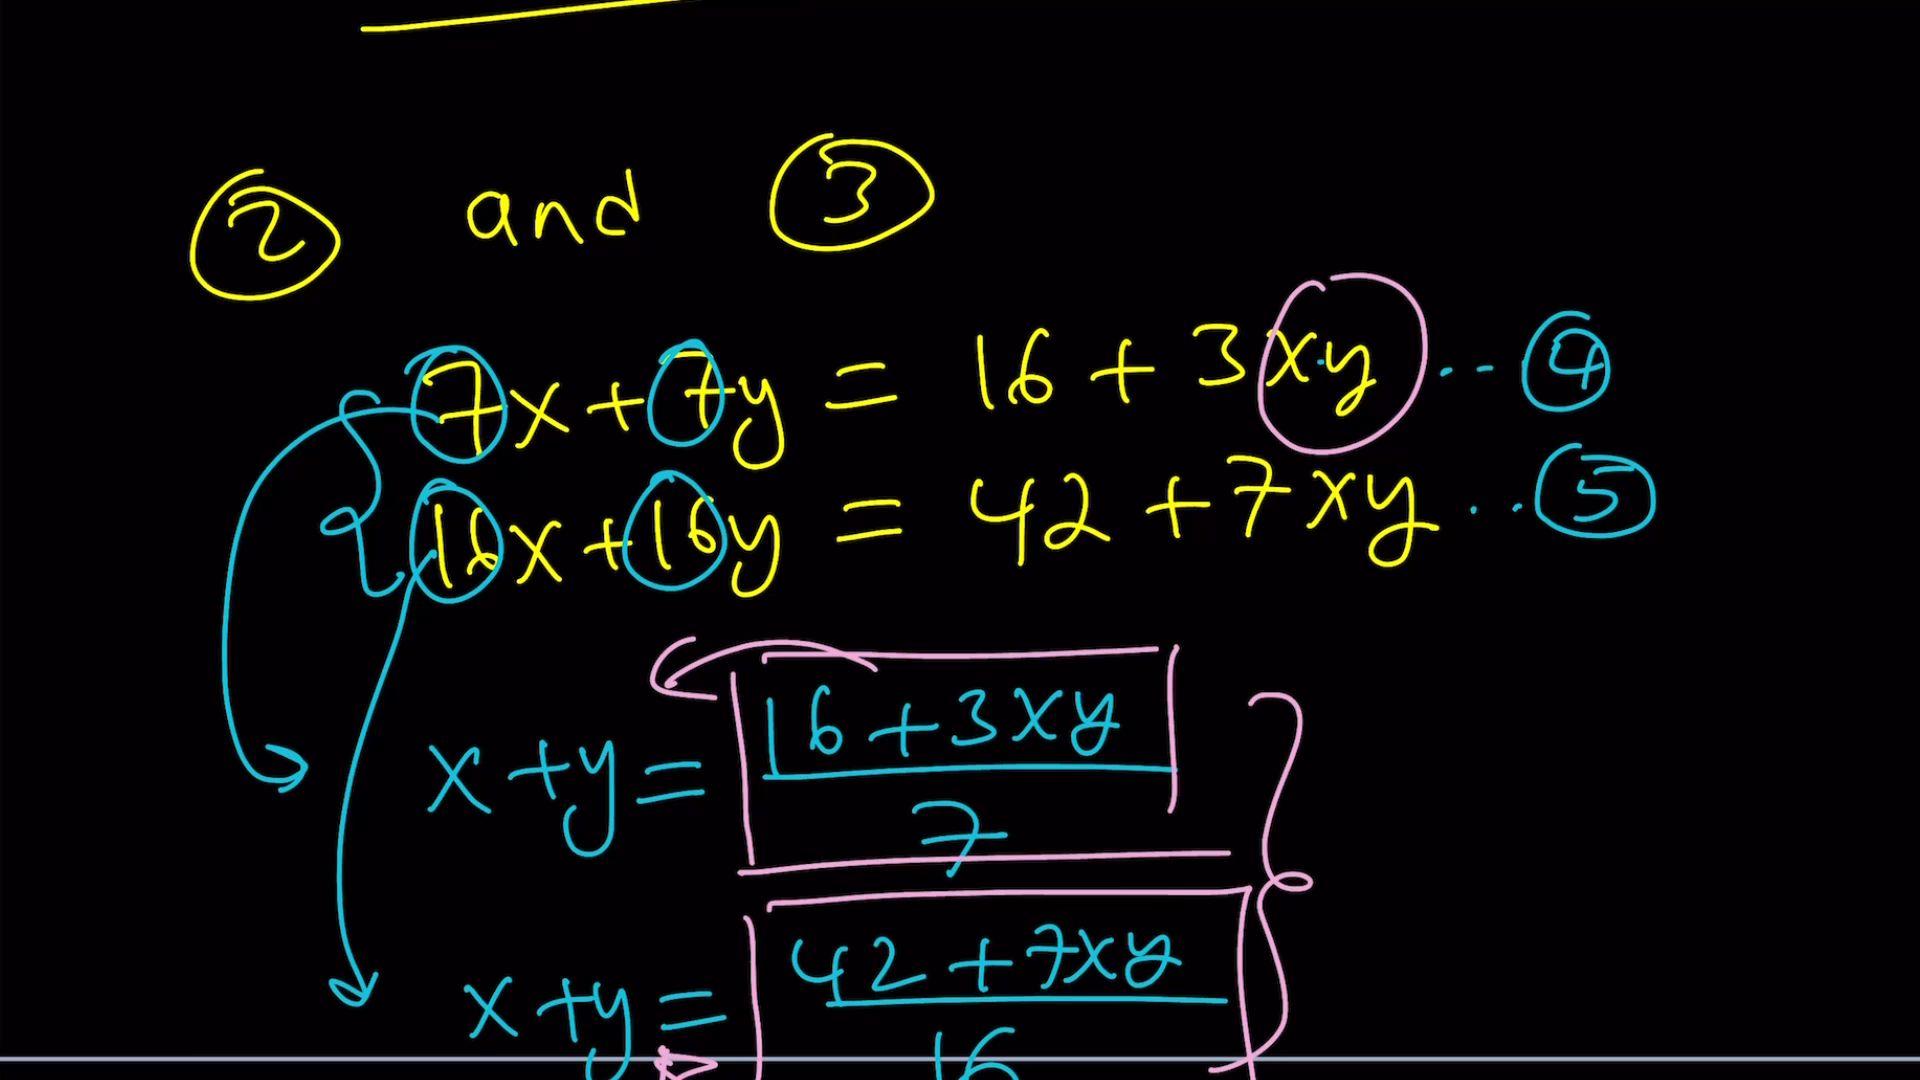 ② and ③
7x + 7y = 16 + 3xy .. ④
16x + 16y = 42 + 7xy .. ⑤
x + y = 16 + 3xy / 7
x + y = 42 + 7xy / 16